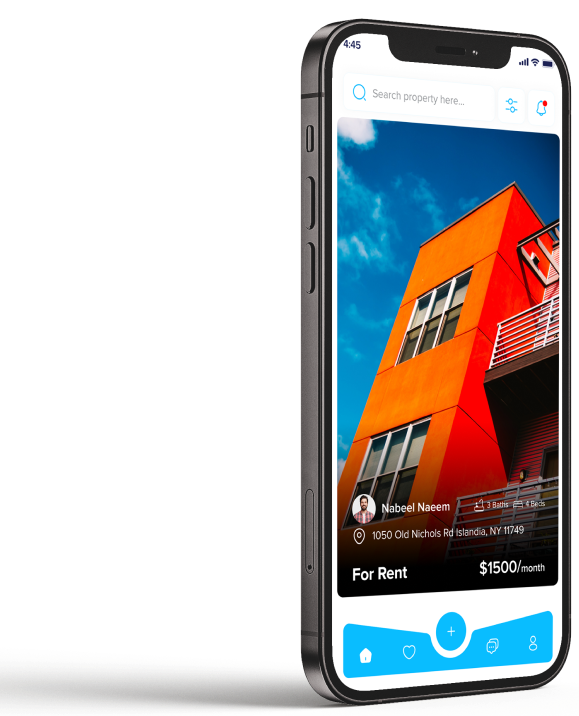 4:45
Search property here...
Nabeel Naeem
3 Baths
4 Beds
1050 Old Nichols Rd Islandia, NY 11749
For Rent
$1500/month